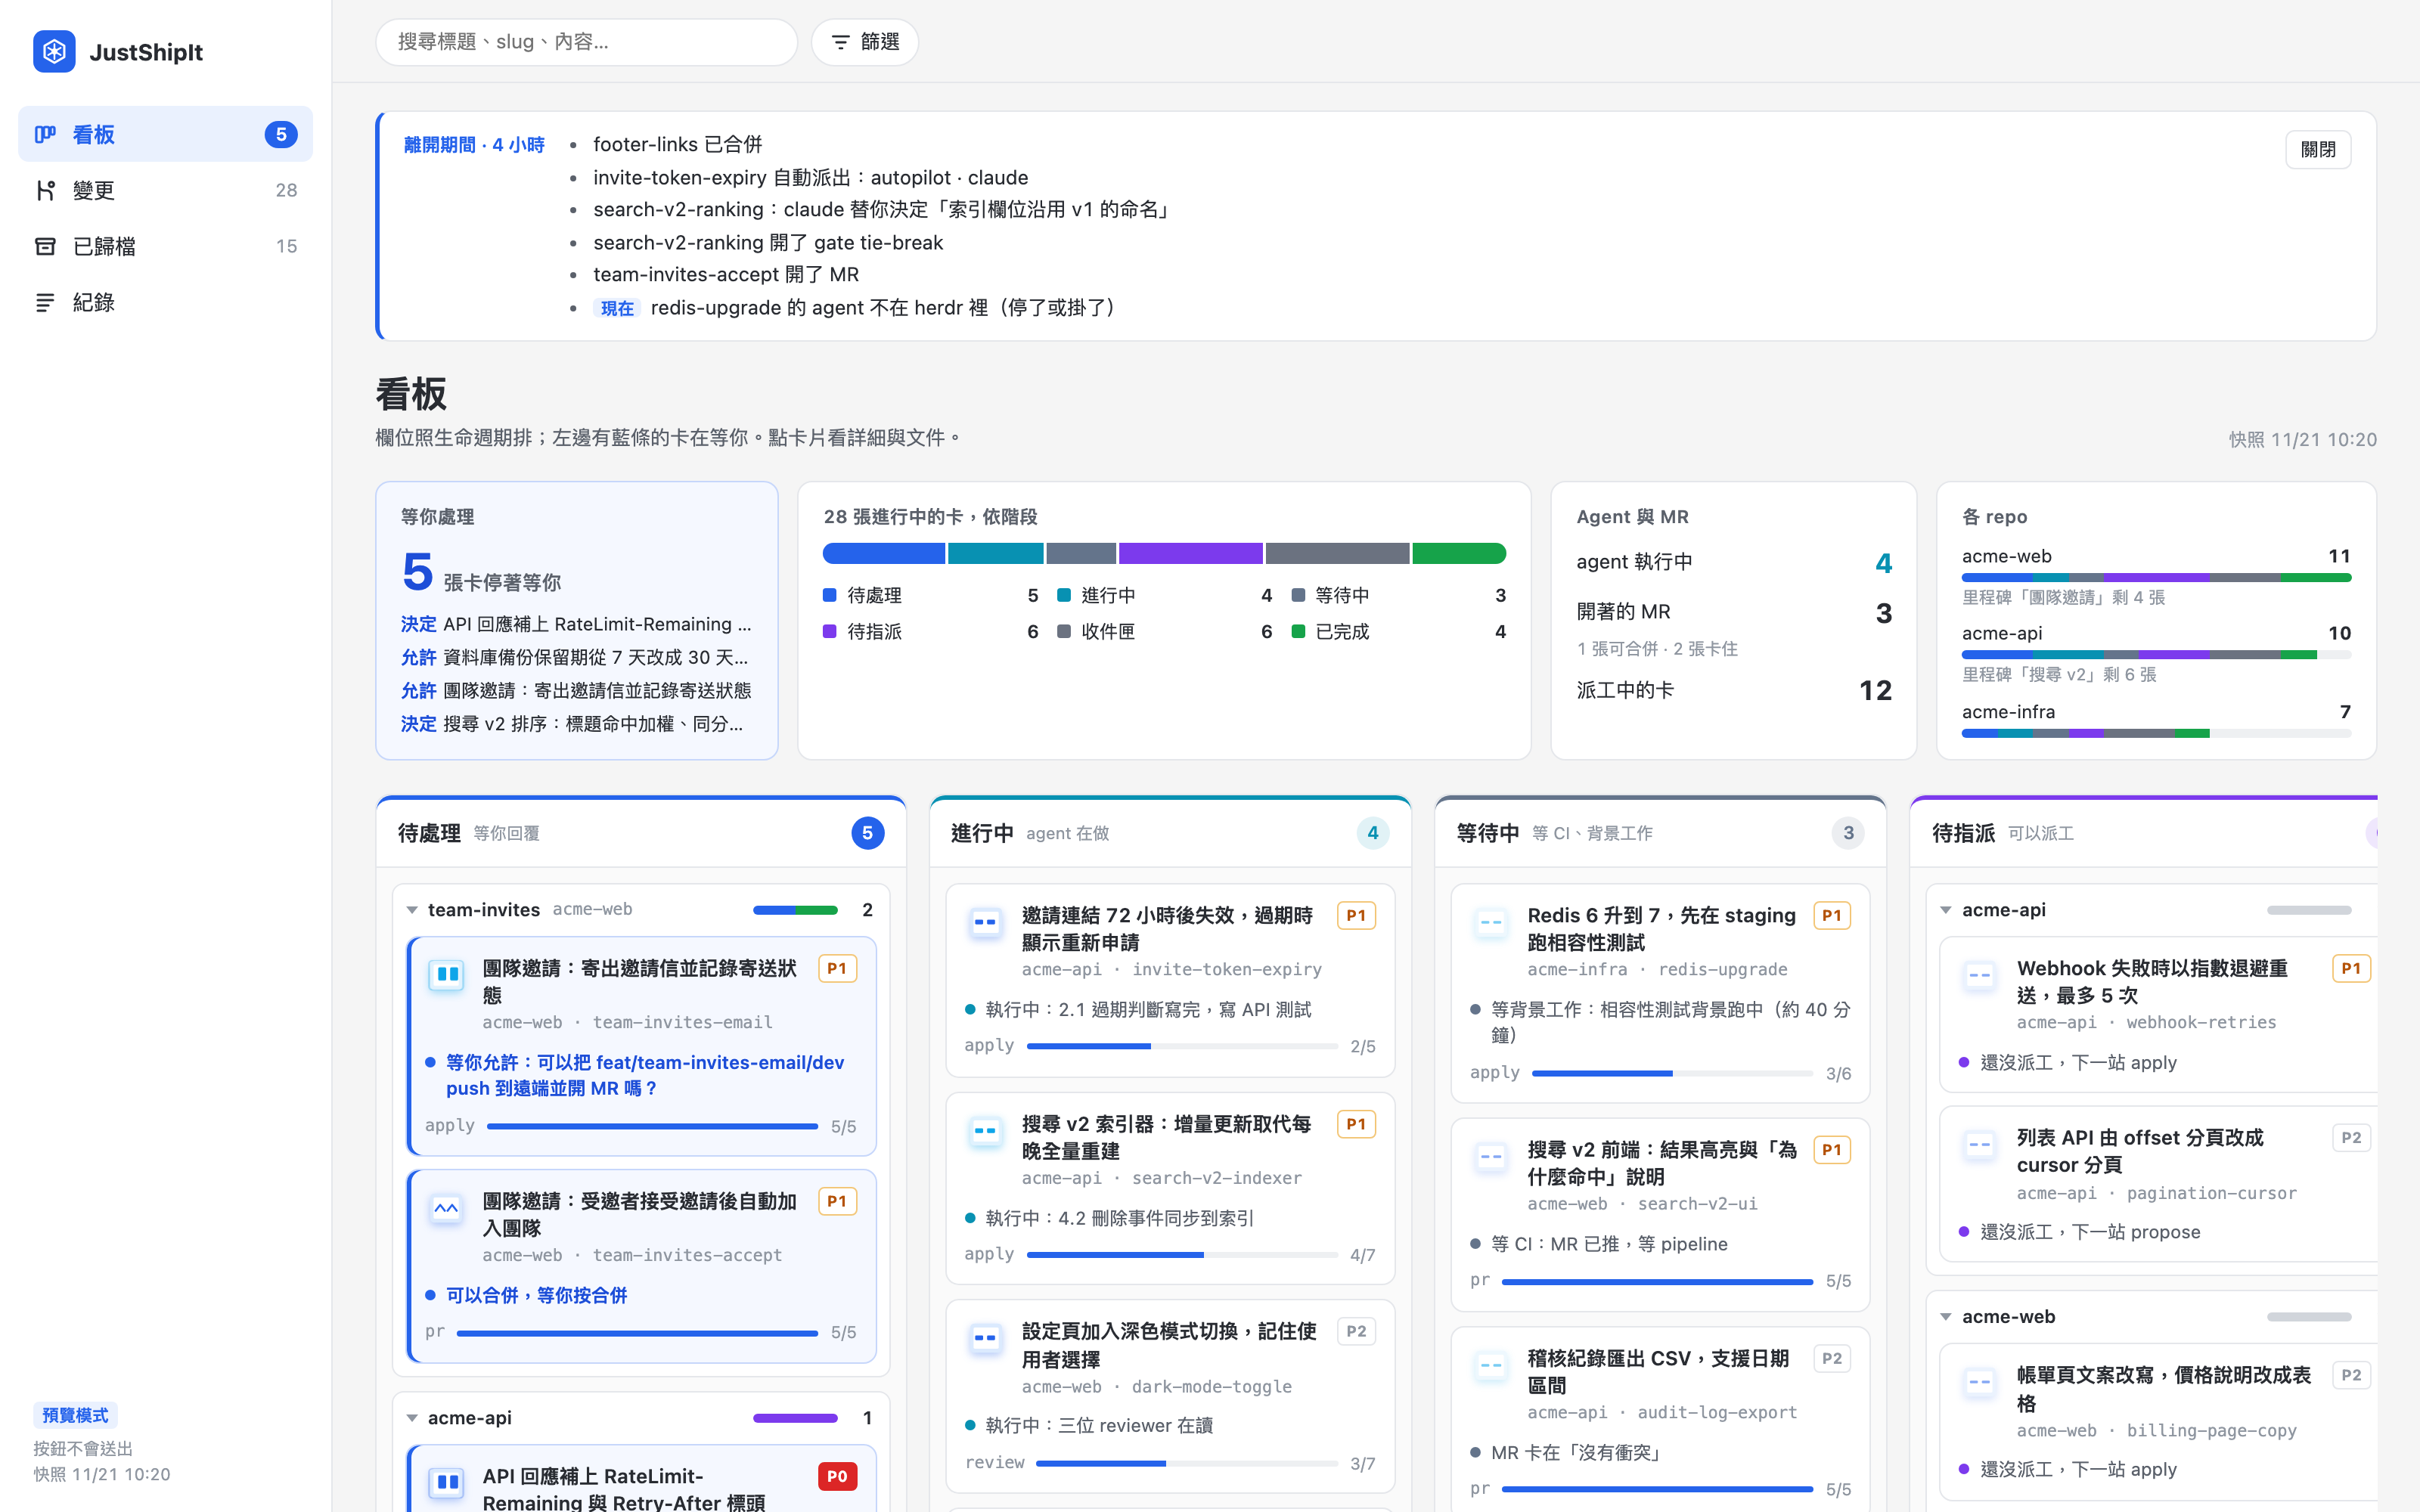 JustShipIt
看板 5
變更 28
已歸檔 15
紀錄
預覽模式
按鈕不會送出
快照 11/21 10:20
搜尋標題、slug、內容...
篩選
離開期間 · 4 小時
footer-links 已合併
invite-token-expiry 自動派出：autopilot · claude
search-v2-ranking：claude 替你決定「索引欄位沿用 v1 的命名」
search-v2-ranking 開了 gate tie-break
team-invites-accept 開了 MR
現在 redis-upgrade 的 agent 不在 herdr 裡（停了或掛了）
關閉
看板
欄位照生命週期排；左邊有藍條的卡在等你。點卡片看詳細與文件。
快照 11/21 10:20
等你處理
5 張卡停著等你
決定 API 回應補上 RateLimit-Remaining ...
允許 資料庫備份保留期從 7 天改成 30 天...
允許 團隊邀請：寄出邀請信並記錄寄送狀態
決定 搜尋 v2 排序：標題命中加權、同分...
28 張進行中的卡，依階段
待處理 5 進行中 4 等待中 3
待指派 6 收件匣 6 已完成 4
Agent 與 MR
agent 執行中 4
開著的 MR 3
1 張可合併 · 2 張卡住
派工中的卡 12
各 repo
acme-web 11
里程碑「團隊邀請」剩 4 張
acme-api 10
里程碑「搜尋 v2」剩 6 張
acme-infra 7
待處理 等你回覆 5
team-invites acme-web 2
團隊邀請：寄出邀請信並記錄寄送狀
態
P1
acme-web · team-invites-email
等你允許：可以把 feat/team-invites-email/dev
push 到遠端並開 MR 嗎？
apply 5/5
團隊邀請：受邀者接受邀請後自動加
入團隊
P1
acme-web · team-invites-accept
可以合併，等你按合併
pr 5/5
acme-api 1
API 回應補上 RateLimit-
Remaining 與 Retry-After 標頭
P0
進行中 agent 在做 4
邀請連結 72 小時後失效，過期時
顯示重新申請
P1
acme-api · invite-token-expiry
執行中：2.1 過期判斷寫完，寫 API 測試
apply 2/5
搜尋 v2 索引器：增量更新取代每
晚全量重建
P1
acme-api · search-v2-indexer
執行中：4.2 刪除事件同步到索引
apply 4/7
設定頁加入深色模式切換，記住使
用者選擇
P2
acme-web · dark-mode-toggle
執行中：三位 reviewer 在讀
review 3/7
等待中 等 CI、背景工作 3
Redis 6 升到 7，先在 staging
跑相容性測試
P1
acme-infra · redis-upgrade
等背景工作：相容性測試背景跑中（約 40 分
鐘）
apply 3/6
搜尋 v2 前端：結果高亮與「為
什麼命中」說明
P1
acme-web · search-v2-ui
等 CI：MR 已推，等 pipeline
pr 5/5
稽核紀錄匯出 CSV，支援日期
區間
P2
acme-api · audit-log-export
MR 卡在「沒有衝突」
pr 5/5
待指派 可以派工
acme-api
Webhook 失敗時以指數退避重
送，最多 5 次
P1
acme-api · webhook-retries
還沒派工，下一站 apply
列表 API 由 offset 分頁改成
cursor 分頁
P2
acme-api · pagination-cursor
還沒派工，下一站 propose
acme-web
帳單頁文案改寫，價格說明改成表
格
P2
acme-web · billing-page-copy
還沒派工，下一站 apply